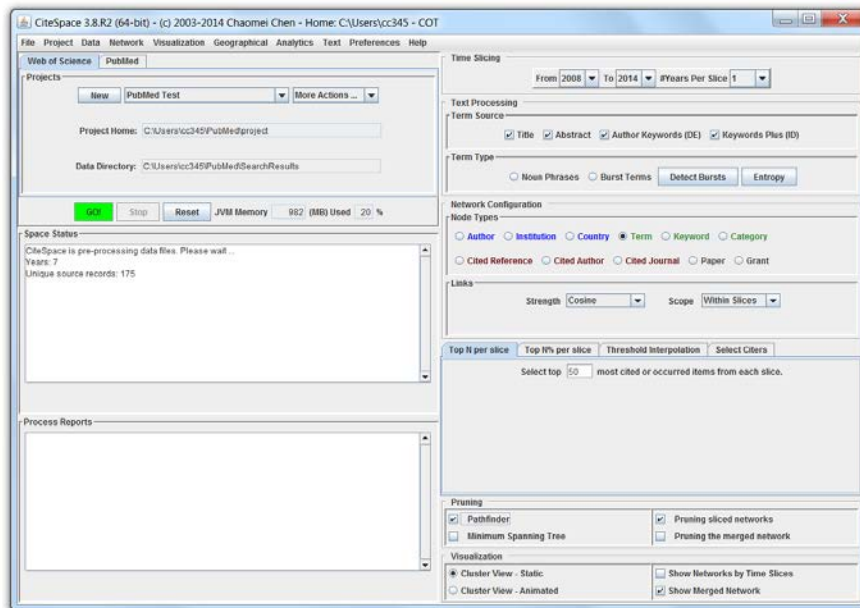 CiteSpace 3.8.R2 (64-bit) - (c) 2003-2014 Chaomei Chen - Home: C:\Users\cc345 - COT
File Project Data Network Visualization Geographical Analytics Text Preferences Help
Web of Science PubMed
Projects
New PubMed Test More Actions ...
Project Home: C:\Users\cc345\PubMed\project
Data Directory: C:\Users\cc345\PubMed\SearchResults
GO! Stop Reset JVM Memory 982 (MB) Used 20 %
Space Status
CiteSpace is pre-processing data files. Please wait ...
Years: 7
Unique source records: 175
Process Reports
Time Slicing
From 2008 To 2014 #Years Per Slice 1
Text Processing
Term Source
Title Abstract Author Keywords (DE) Keywords Plus (ID)
Term Type
Noun Phrases Burst Terms Detect Bursts Entropy
Network Configuration
Node Types
Author Institution Country Term Keyword Category
Cited Reference Cited Author Cited Journal Paper Grant
Links
Strength Cosine Scope Within Slices
Top N per slice Top N% per slice Threshold Interpolation Select Citers
Select top 50 most cited or occurred items from each slice.
Pruning
Pathfinder Pruning sliced networks
Minimum Spanning Tree Pruning the merged network
Visualization
Cluster View - Static Show Networks by Time Slices
Cluster View - Animated Show Merged Network